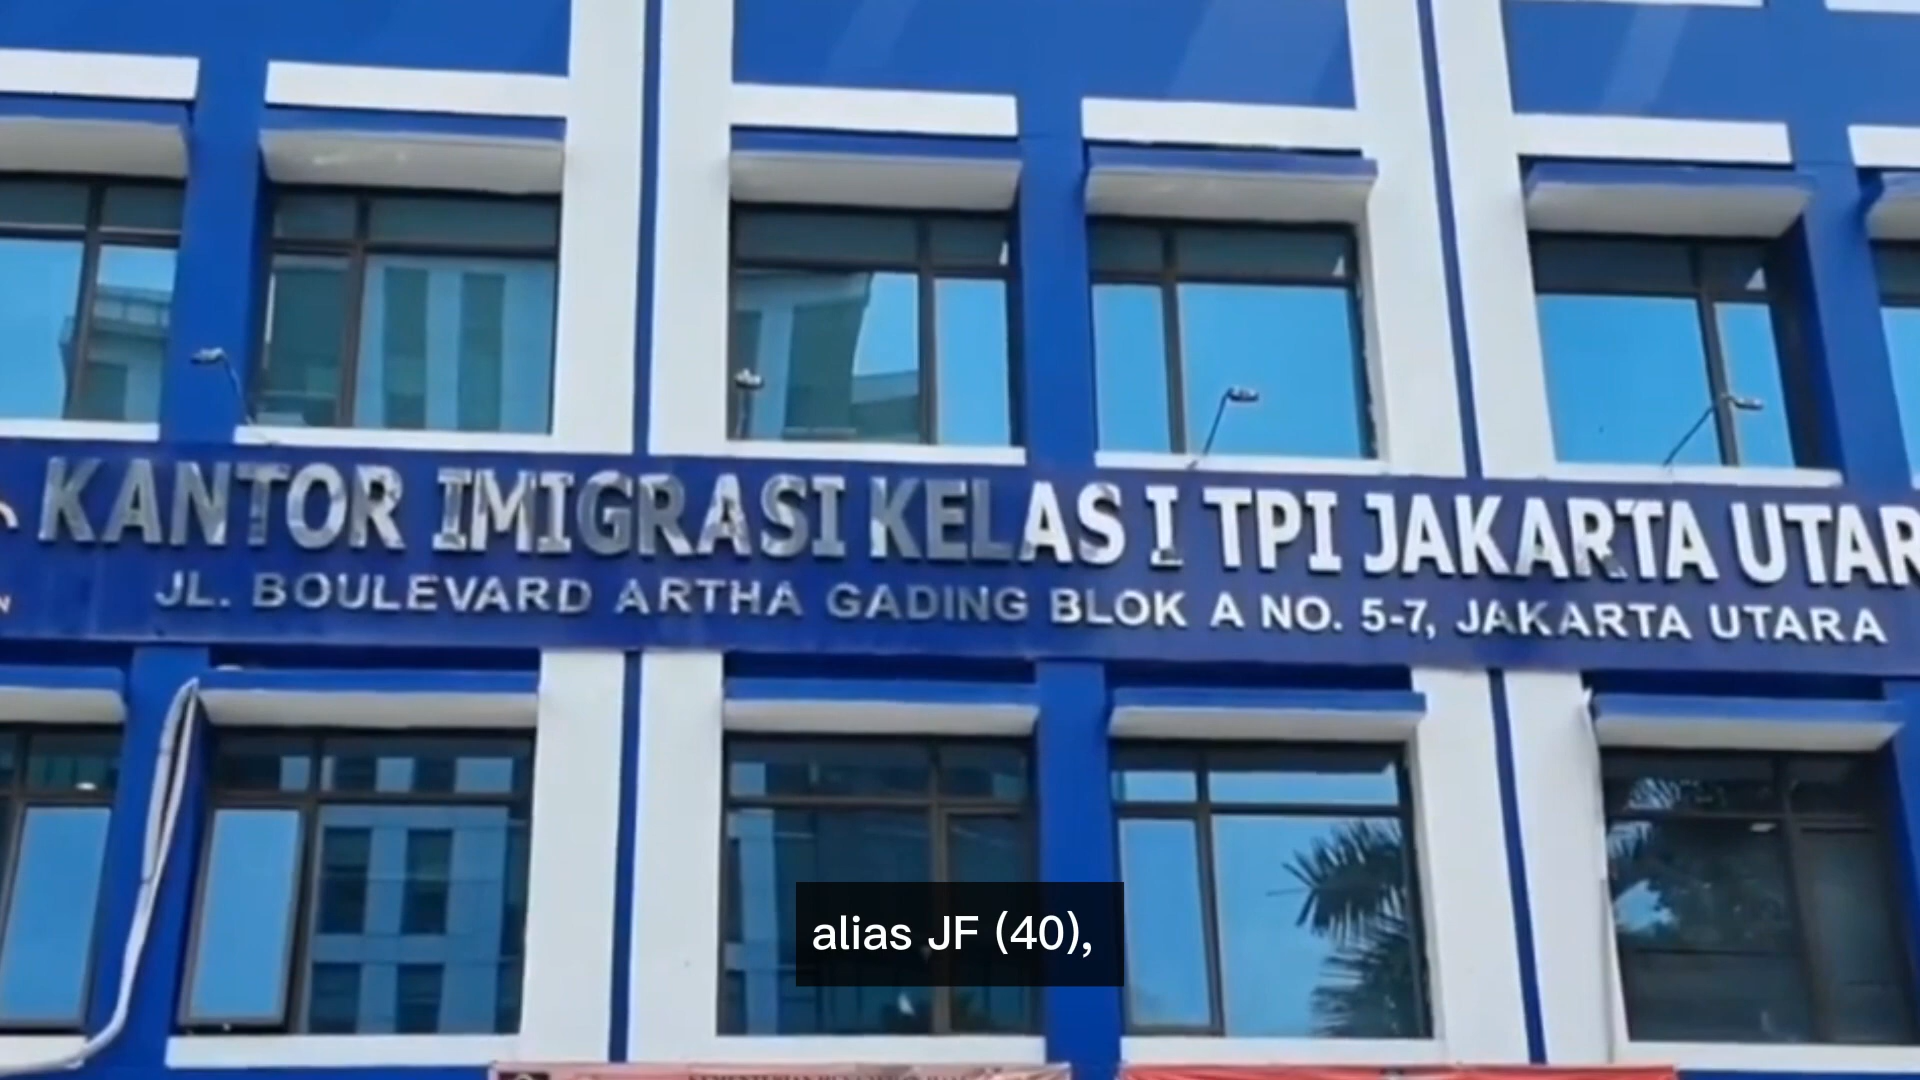 KANTOR IMIGRASI KELAS I TPI JAKARTA UTAR
JL. BOULEVARD ARTHA GADING BLOK A NO. 5-7, JAKARTA UTARA
alias JF (40),